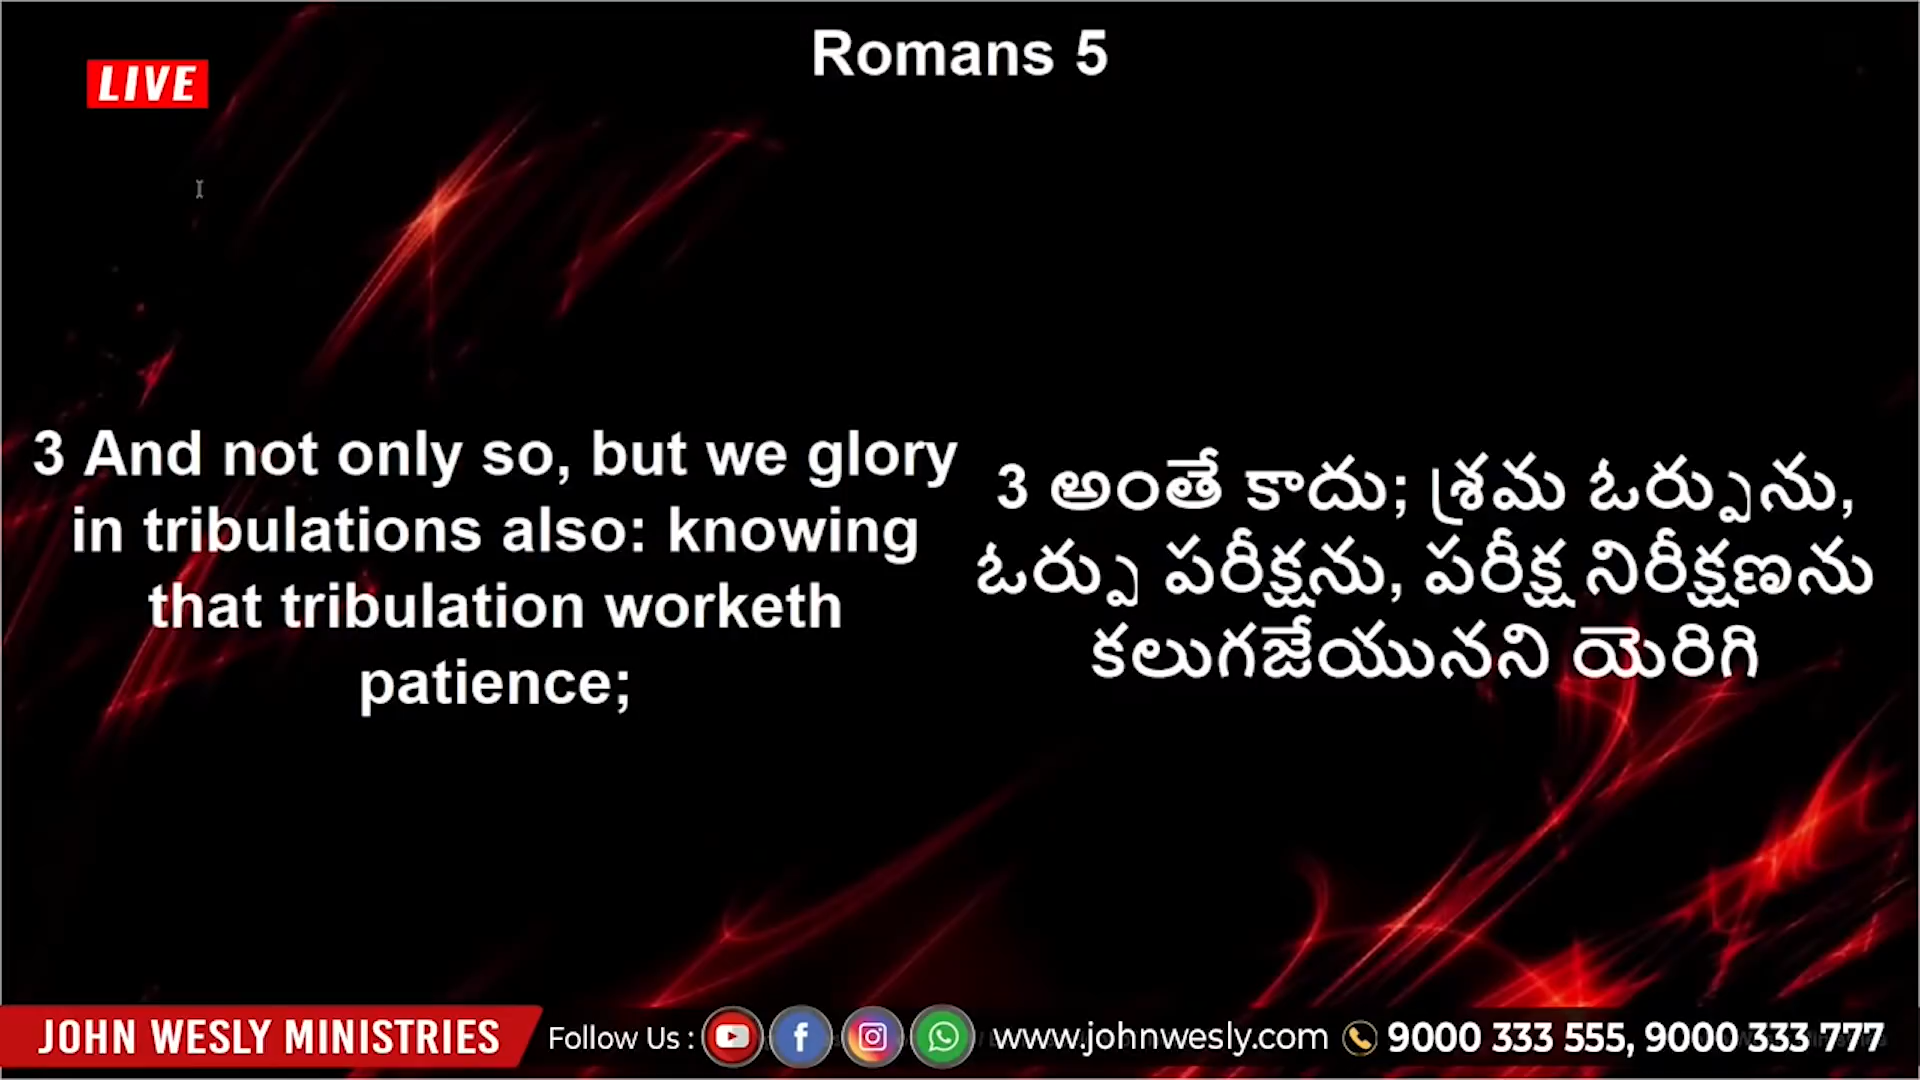 Romans 5
LIVE
3 And not only so, but we glory
in tribulations also: knowing
that tribulation worketh
patience;
3 అంతే కాదు; శ్రమ ఓర్పును,
ఓర్పు పరీక్షను, పరీక్ష నిరీక్షణను
కలుగజేయునని యెరిగి
JOHN WESLY MINISTRIES
Follow Us :
www.johnwesly.com
9000 333 555, 9000 333 777